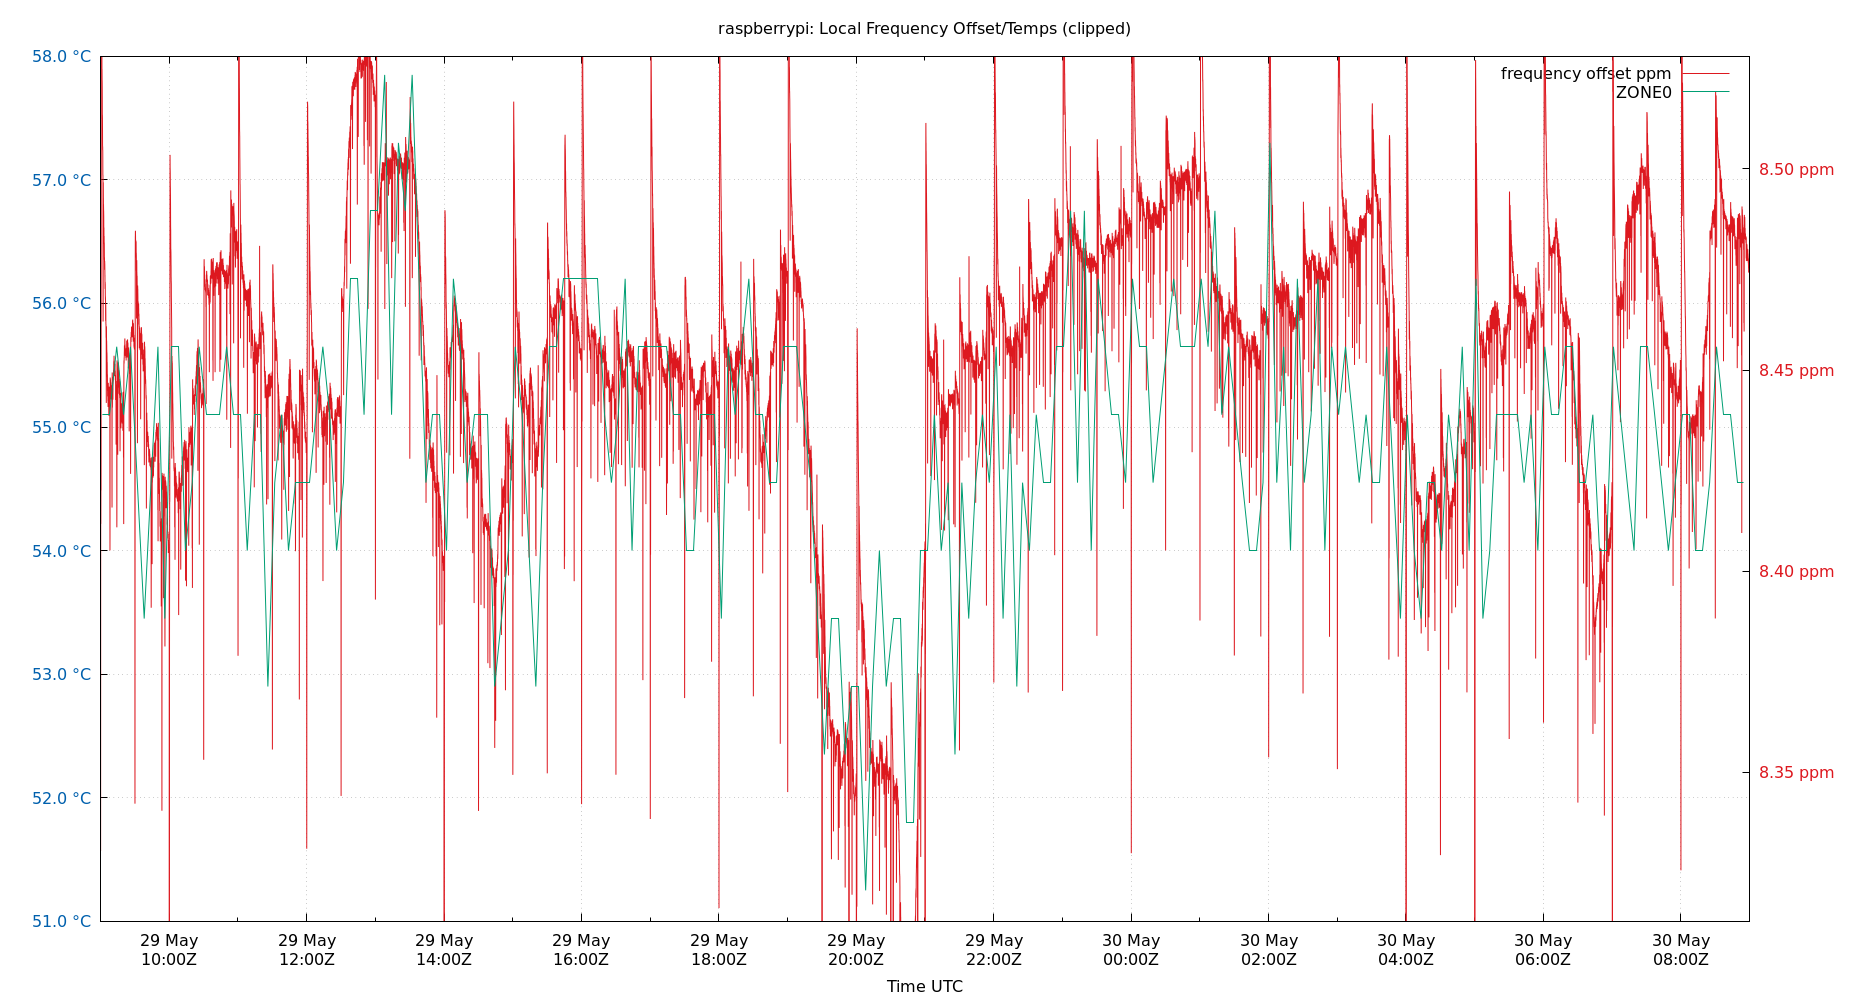 raspberrypi: Local Frequency Offset/Temps (clipped)
58.0 °C
57.0 °C
56.0 °C
55.0 °C
54.0 °C
53.0 °C
52.0 °C
51.0 °C
frequency offset ppm
ZONE0
8.50 ppm
8.45 ppm
8.40 ppm
8.35 ppm
29 May
10:00Z
29 May
12:00Z
29 May
14:00Z
29 May
16:00Z
29 May
18:00Z
29 May
20:00Z
29 May
22:00Z
30 May
00:00Z
30 May
02:00Z
30 May
04:00Z
30 May
06:00Z
30 May
08:00Z
Time UTC